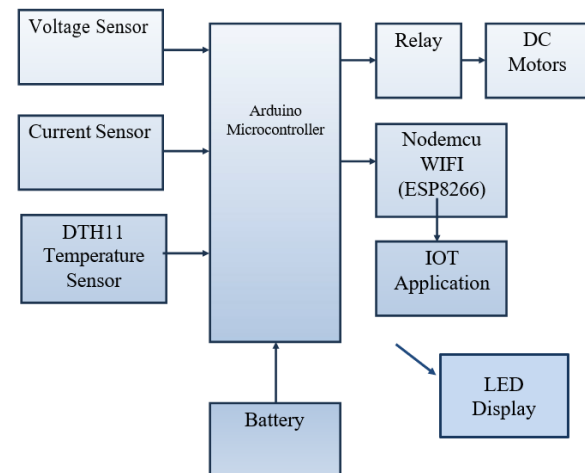 Voltage Sensor
Relay
DC
Motors
Arduino
Microcontroller
Current Sensor
Nodemcu
WIFI
(ESP8266)
DTH11
Temperature
Sensor
IOT
Application
LED
Display
Battery